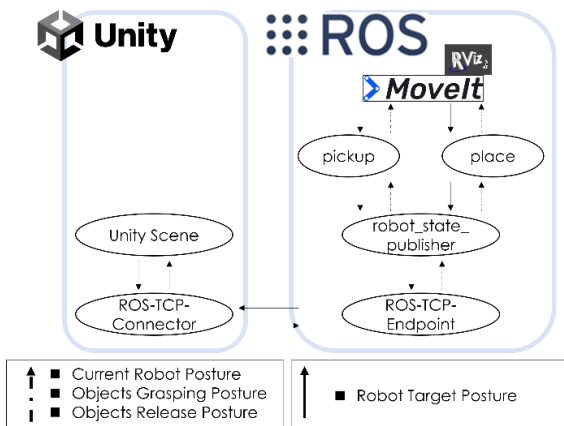 Unity
ROS
RViz
MoveIt
pickup
place
Unity Scene
robot_state_
publisher
ROS-TCP-
Connector
ROS-TCP-
Endpoint
Current Robot Posture
Objects Grasping Posture
Objects Release Posture
Robot Target Posture